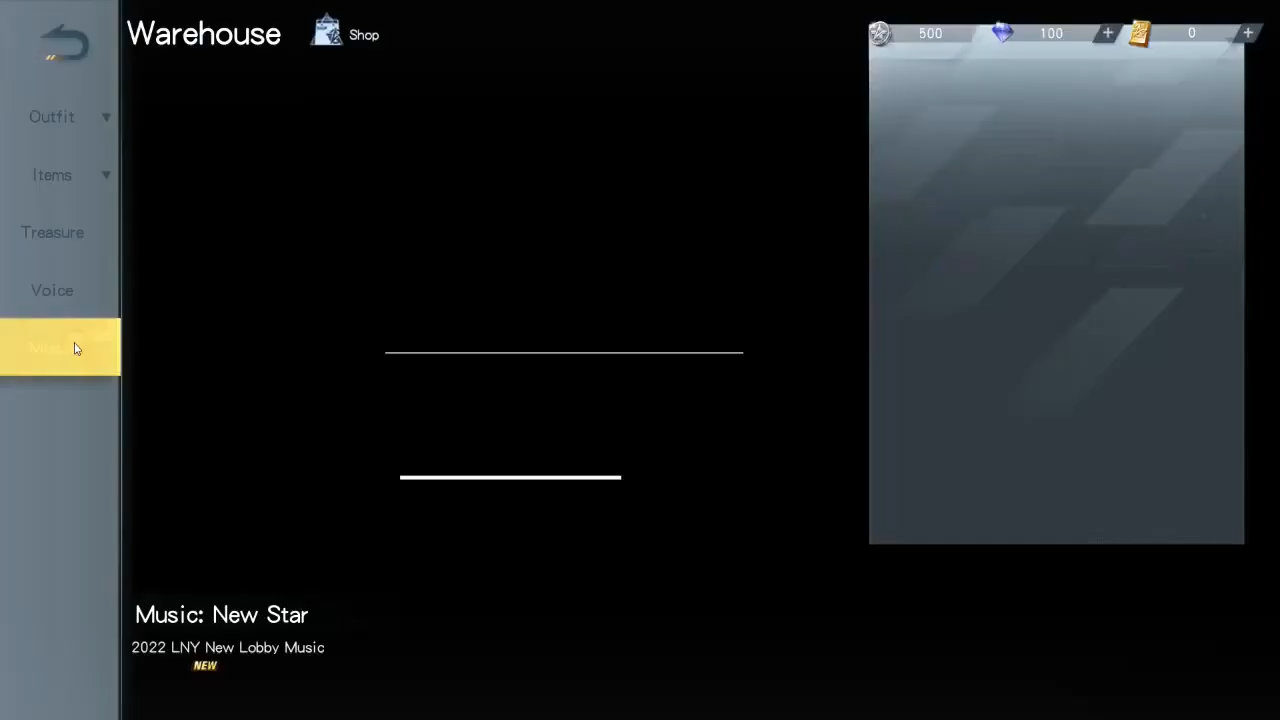 Warehouse
Shop
500
100
+
0
+
Outfit ▼
Items ▼
Treasure
Voice
Music: New Star
2022 LNY New Lobby Music
NEW